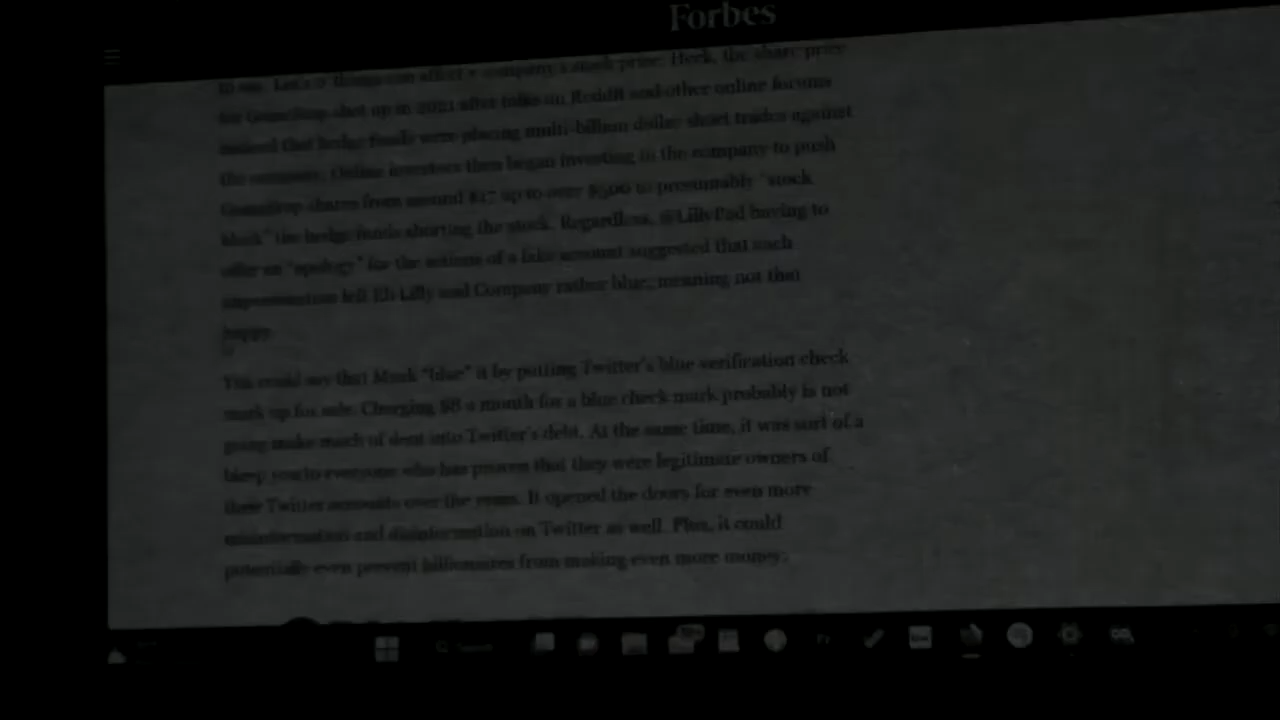 Forbes
to me. Lots o' things can affect a company's stock price. Heck, the share price
for GameStop shot up in 2021 after talks on Reddit and other online forums
noticed that hedge funds were placing multi-billion dollar short trades against
the company. Online investors then began investing in the company to push
GameStop shares from around $17 up to over $500 to presumably "stock
the hedge funds shorting the stock. Regardless, @LillyPad having to
offer an "apology" for the actions of a fake account suggested that such
impersonation left Eli Lilly and Company rather blue, meaning not that
happy.
You could say that Musk "blue" it by putting Twitter's blue verification check
mark up for sale. Charging $8 a month for a blue check mark probably is not
going make much of dent into Twitter's debt. At the same time, it was sort of a
bleep you to everyone who has proven that they were legitimate owners of
their Twitter accounts over the years. It opened the doors for even more
misinformation and disinformation on Twitter as well. Plus, it could
potentially even prevent billionaires from making even more money:
Search